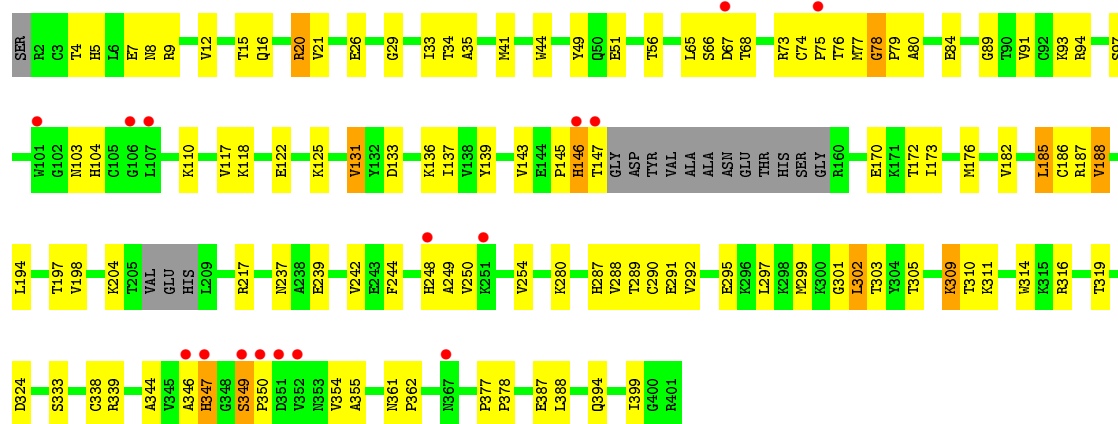 SER R2 C3 T4 H5 L6 E7 N8 R9 V12 T15 Q16 R20 V21 E26 G29 I33 T34 A35 M41 W44 Y49 Q50 E51 T56 L65 S66 D67 T68 R73 C74 P75 T76 M77 G78 P79 A80 E84 G89 T90 V91 C92 K93 R94 S97
W101 G102 N103 H104 C105 G106 L107 K110 V117 K118 E122 K125 V131 Y132 D133 K136 I137 V138 Y139 V143 E144 P145 H146 T147 GLY ASP TYR VAL ALA ALA ASN GLU THR HIS SER GLY R160 E170 K171 T172 I173 M176 V182 L185 C186 R187 V188
L194 T197 V198 K204 T205 VAL GLU HIS L209 R217 N237 A238 E239 V242 E243 F244 H248 A249 V250 K251 V254 K280 H287 V288 T289 C290 E291 V292 E295 K296 L297 K298 M299 K300 G301 L302 T303 Y304 T305 K309 T310 K311 W314 K315 R316 T319
D324 S333 C338 R339 A344 V345 A346 H347 G348 S349 P350 D351 V352 N353 V354 A355 N361 P362 N367 P377 P378 E387 L388 Q394 I399 G400 R401